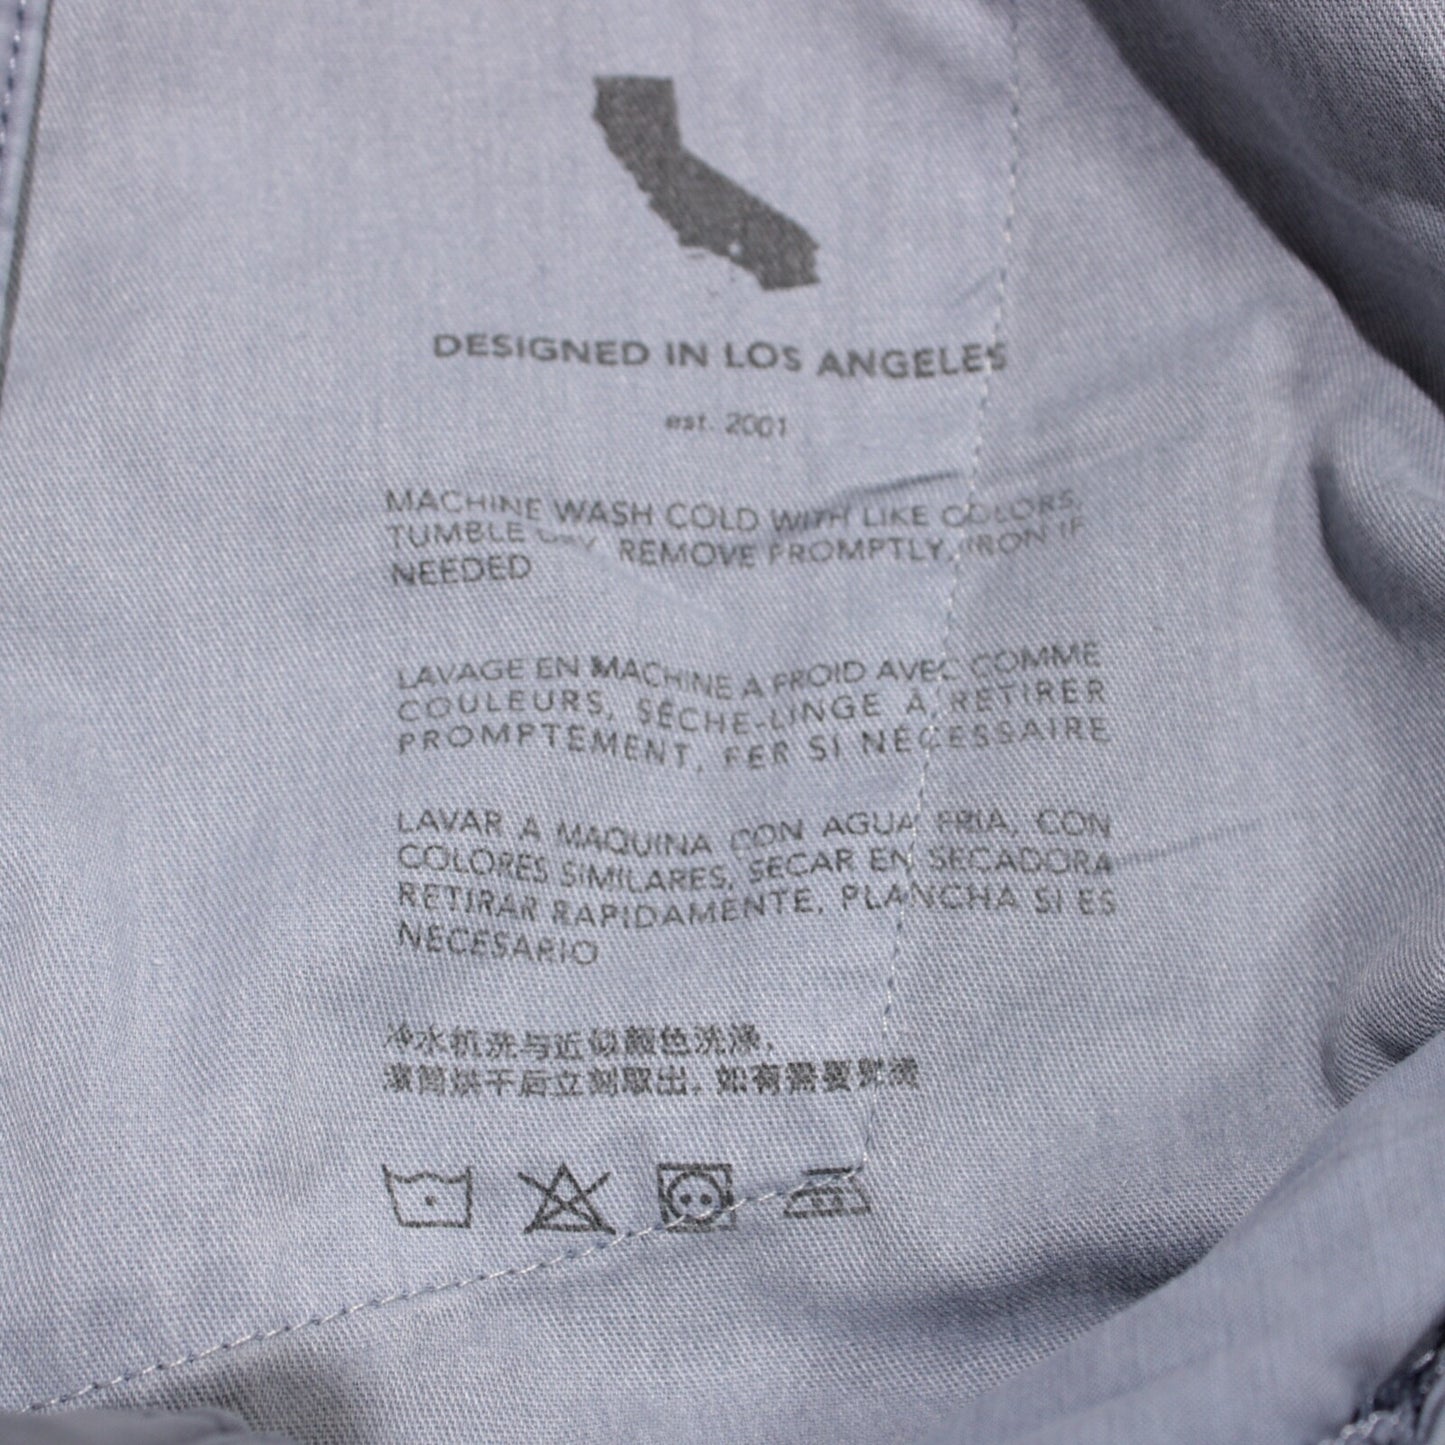 DESIGNED IN LOS ANGELES
est. 2001
MACHINE WASH COLD WITH LIKE COLORS,
TUMBLE DRY REMOVE PROMPTLY, IRON IF
NEEDED
LAVAGE EN MACHINE A FROID AVEC COMME
COULEURS, SÉCHE-LINGE À RETIRER
PROMPTEMENT, FER SI NÉCESSAIRE
LAVAR A MAQUINA CON AGUA FRIA, CON
COLORES SIMILARES, SECAR EN SECADORA
RETIRAR RAPIDAMENTE, PLANCHA SI ES
NECESARIO
冷水机洗与近似颜色洗涤,
滚筒烘干后立刻取出, 如有需要熨烫